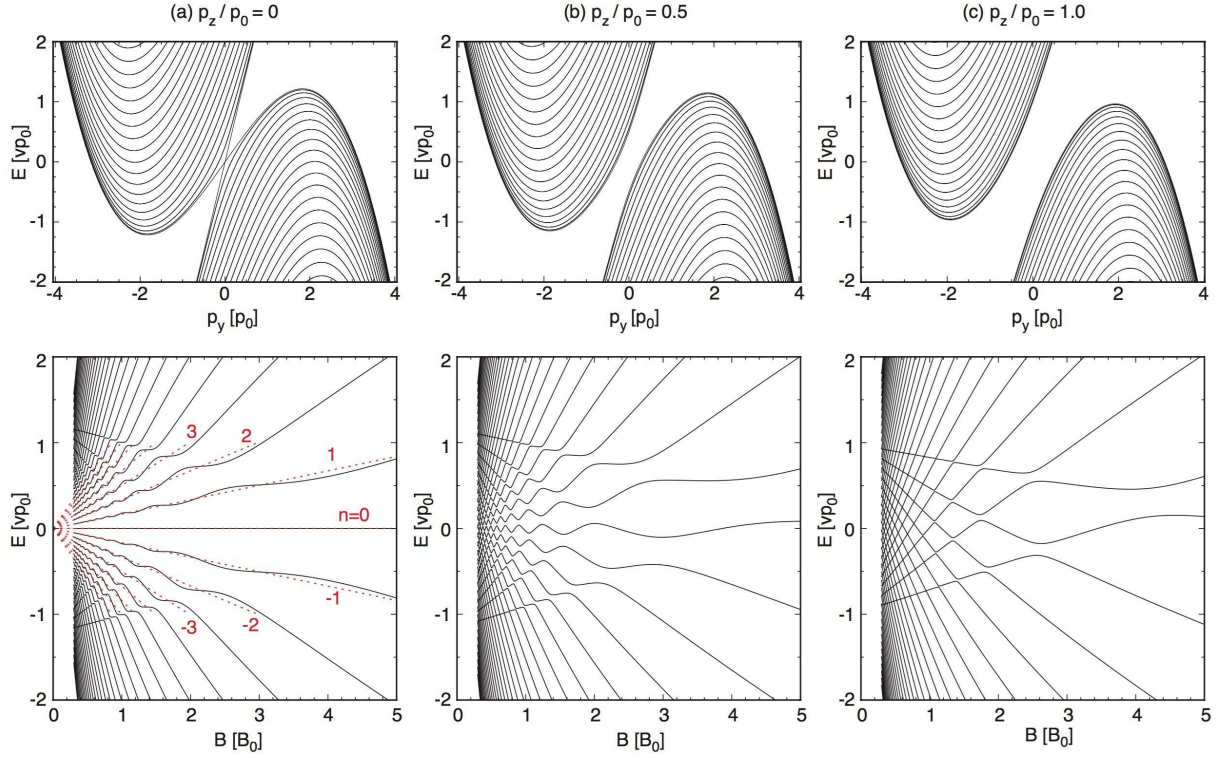 (a) p_z / p_0 = 0
(b) p_z / p_0 = 0.5
(c) p_z / p_0 = 1.0
2
1
0
-1
-2
E [vp_0]
-4 -2 0 2 4
p_y [p_0]
2
1
0
-1
-2
E [vp_0]
-4 -2 0 2 4
p_y [p_0]
2
1
0
-1
-2
E [vp_0]
-4 -2 0 2 4
p_y [p_0]
2
1
0
-1
-2
E [vp_0]
3
2
1
n=0
-1
-2
-3
0 1 2 3 4 5
B [B_0]
2
1
0
-1
-2
E [vp_0]
0 1 2 3 4 5
B [B_0]
2
1
0
-1
-2
E [vp_0]
0 1 2 3 4 5
B [B_0]